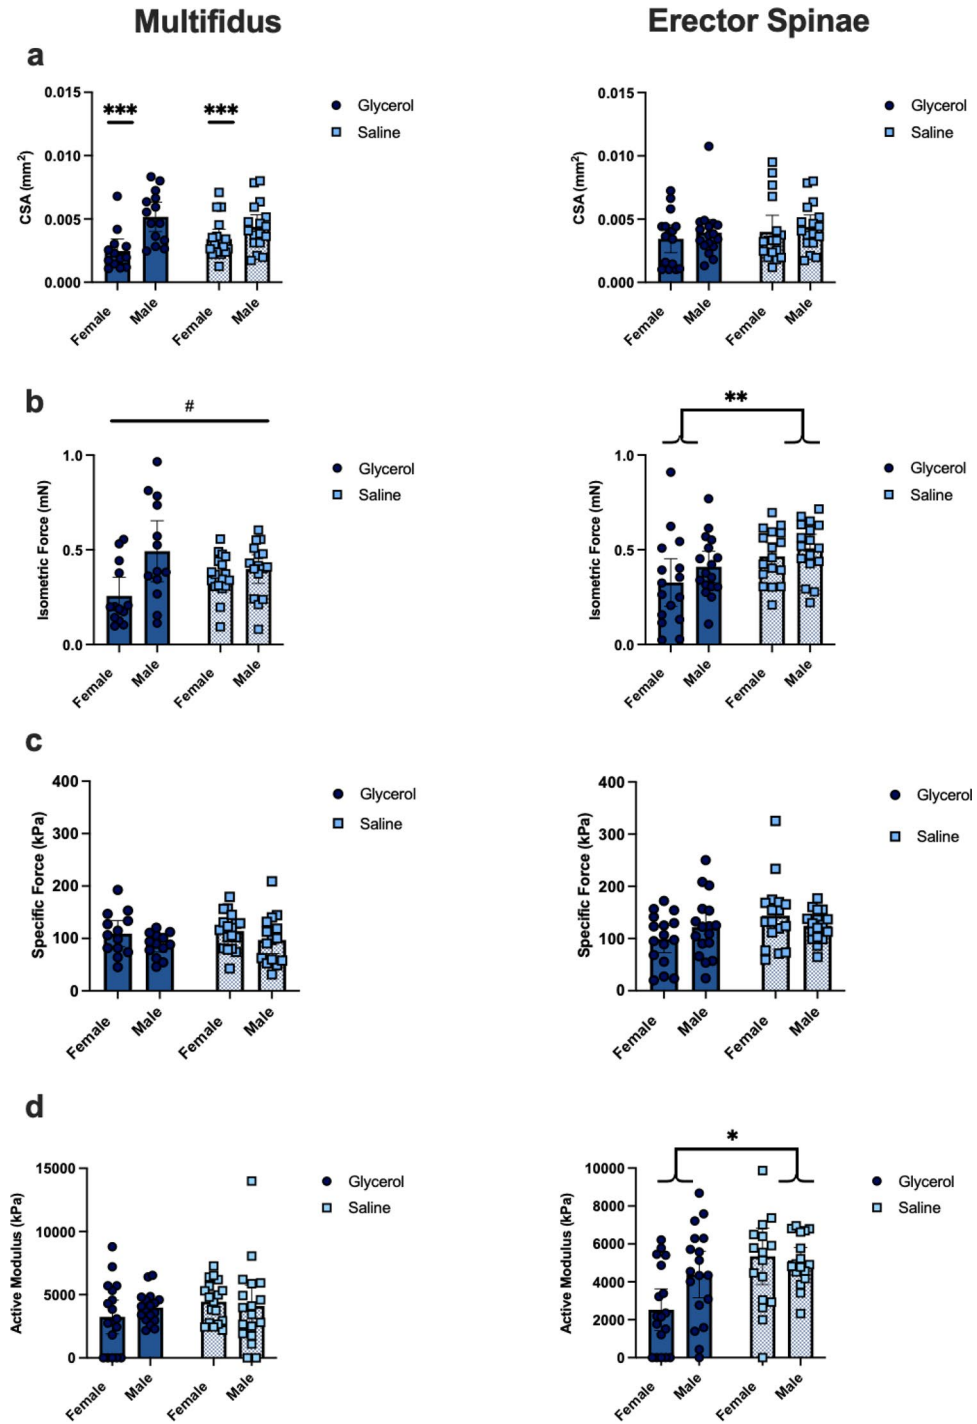 Multifidus
Erector Spinae
a
CSA (mm²)
0.015
0.010
0.005
0.000
***
***
Female
Male
Female
Male
Glycerol
Saline
CSA (mm²)
0.015
0.010
0.005
0.000
Female
Male
Female
Male
Glycerol
Saline
b
#
Isometric Force (mN)
1.0
0.5
0.0
Female
Male
Female
Male
Glycerol
Saline
**
Isometric Force (mN)
1.0
0.5
0.0
Female
Male
Female
Male
Glycerol
Saline
c
Specific Force (kPa)
400
300
200
100
0
Female
Male
Female
Male
Glycerol
Saline
Specific Force (kPa)
400
300
200
100
0
Female
Male
Female
Male
Glycerol
Saline
d
Active Modulus (kPa)
15000
10000
5000
0
Female
Male
Female
Male
Glycerol
Saline
*
Active Modulus (kPa)
10000
8000
6000
4000
2000
0
Female
Male
Female
Male
Glycerol
Saline